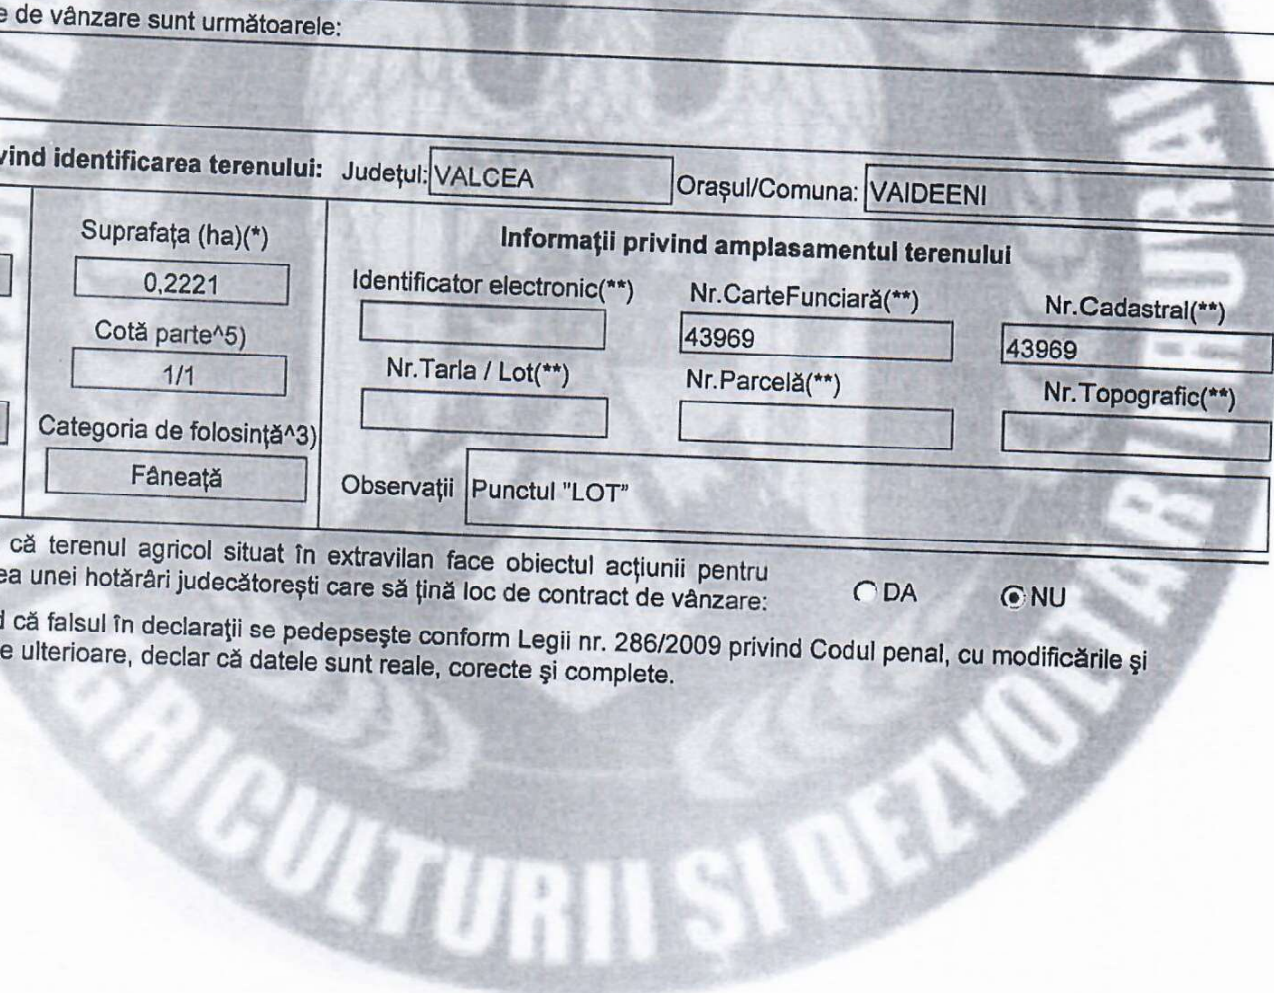 e de vânzare sunt următoarele:
vind identificarea terenului: Județul: VALCEA Orașul/Comuna: VAIDEENI
Suprafața (ha)(*)
0,2221
Cotă parte^5)
1/1
Categoria de folosință^3)
Fâneață
Informații privind amplasamentul terenului
Identificator electronic(**) Nr.CarteFunciară(**) Nr.Cadastral(**)
43969 43969
Nr.Tarla / Lot(**) Nr.Parcelă(**) Nr.Topografic(**)
Observații Punctul "LOT"
că terenul agricol situat în extravilan face obiectul acțiunii pentru
ea unei hotărâri judecătorești care să țină loc de contract de vânzare: DA NU
d că falsul în declarații se pedepsește conform Legii nr. 286/2009 privind Codul penal, cu modificările și
e ulterioare, declar că datele sunt reale, corecte și complete.
AGRICULTURII ȘI DEZVOLTĂRII RURALE